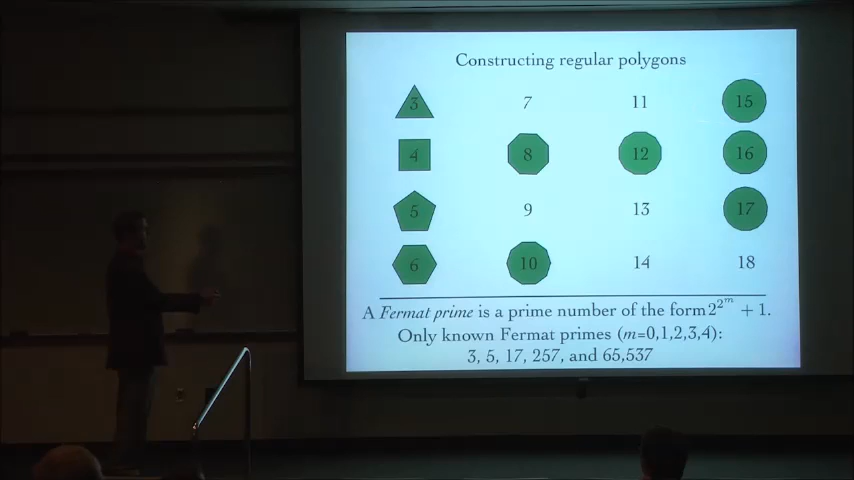 Constructing regular polygons
3 7 11 15
4 8 12 16
5 9 13 17
6 10 14 18
A Fermat prime is a prime number of the form 2^{2^m} + 1.
Only known Fermat primes (m=0,1,2,3,4):
3, 5, 17, 257, and 65,537